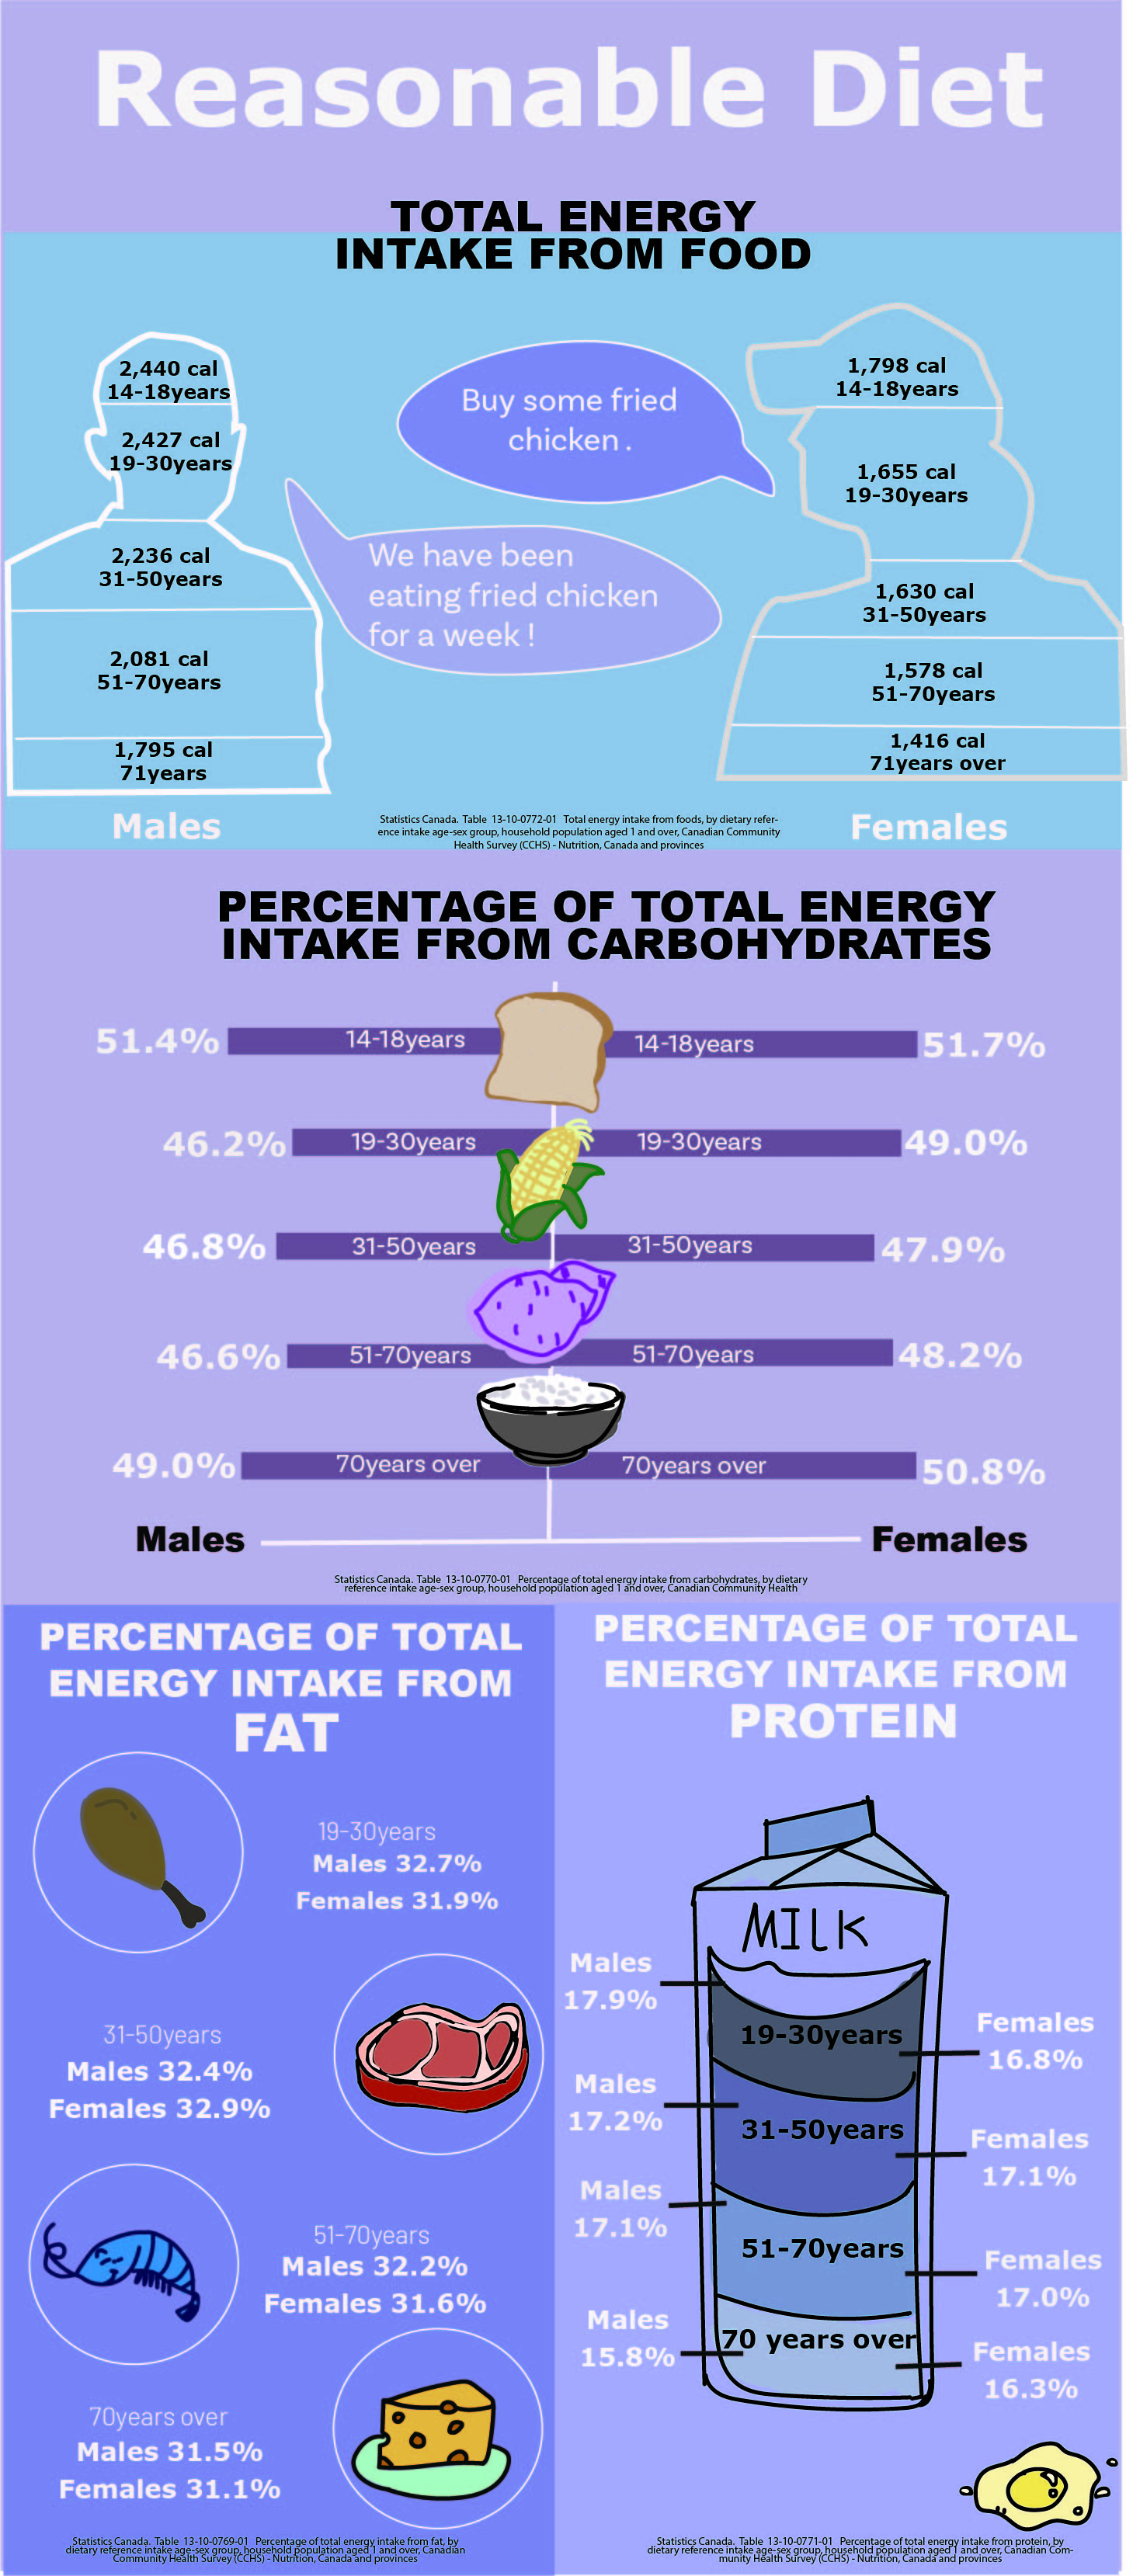 Reasonable Diet
TOTAL ENERGY
INTAKE FROM FOOD
2,440 cal
14-18years
2,427 cal
19-30years
2,236 cal
31-50years
2,081 cal
51-70years
1,795 cal
71years
Males
Buy some fried
chicken .
We have been
eating fried chicken
for a week !
1,798 cal
14-18years
1,655 cal
19-30years
1,630 cal
31-50years
1,578 cal
51-70years
1,416 cal
71years over
Females
Statistics Canada. Table 13-10-0772-01 Total energy intake from foods, by dietary refer-
ence intake age-sex group, household population aged 1 and over, Canadian Community
Health Survey (CCHS) - Nutrition, Canada and provinces
PERCENTAGE OF TOTAL ENERGY
INTAKE FROM CARBOHYDRATES
51.4% 14-18years 14-18years 51.7%
46.2% 19-30years 19-30years 49.0%
46.8% 31-50years 31-50years 47.9%
46.6% 51-70years 51-70years 48.2%
49.0% 70years over 70years over 50.8%
Males Females
Statistics Canada. Table 13-10-0770-01 Percentage of total energy intake from carbohydrates, by dietary
reference intake age-sex group, household population aged 1 and over, Canadian Community Health
PERCENTAGE OF TOTAL
ENERGY INTAKE FROM
FAT
19-30years
Males 32.7%
Females 31.9%
31-50years
Males 32.4%
Females 32.9%
51-70years
Males 32.2%
Females 31.6%
70years over
Males 31.5%
Females 31.1%
Statistics Canada. Table 13-10-0769-01 Percentage of total energy intake from fat, by
dietary reference intake age-sex group, household population aged 1 and over, Canadian
Community Health Survey (CCHS) - Nutrition, Canada and provinces
PERCENTAGE OF TOTAL
ENERGY INTAKE FROM
PROTEIN
MILK
Males
17.9%
19-30years
Females
16.8%
Males
17.2%
31-50years
Females
17.1%
Males
17.1%
51-70years
Females
17.0%
Males
15.8%
70 years over
Females
16.3%
Statistics Canada. Table 13-10-0771-01 Percentage of total energy intake from protein, by
dietary reference intake age-sex group, household population aged 1 and over, Canadian Com-
munity Health Survey (CCHS) - Nutrition, Canada and provinces